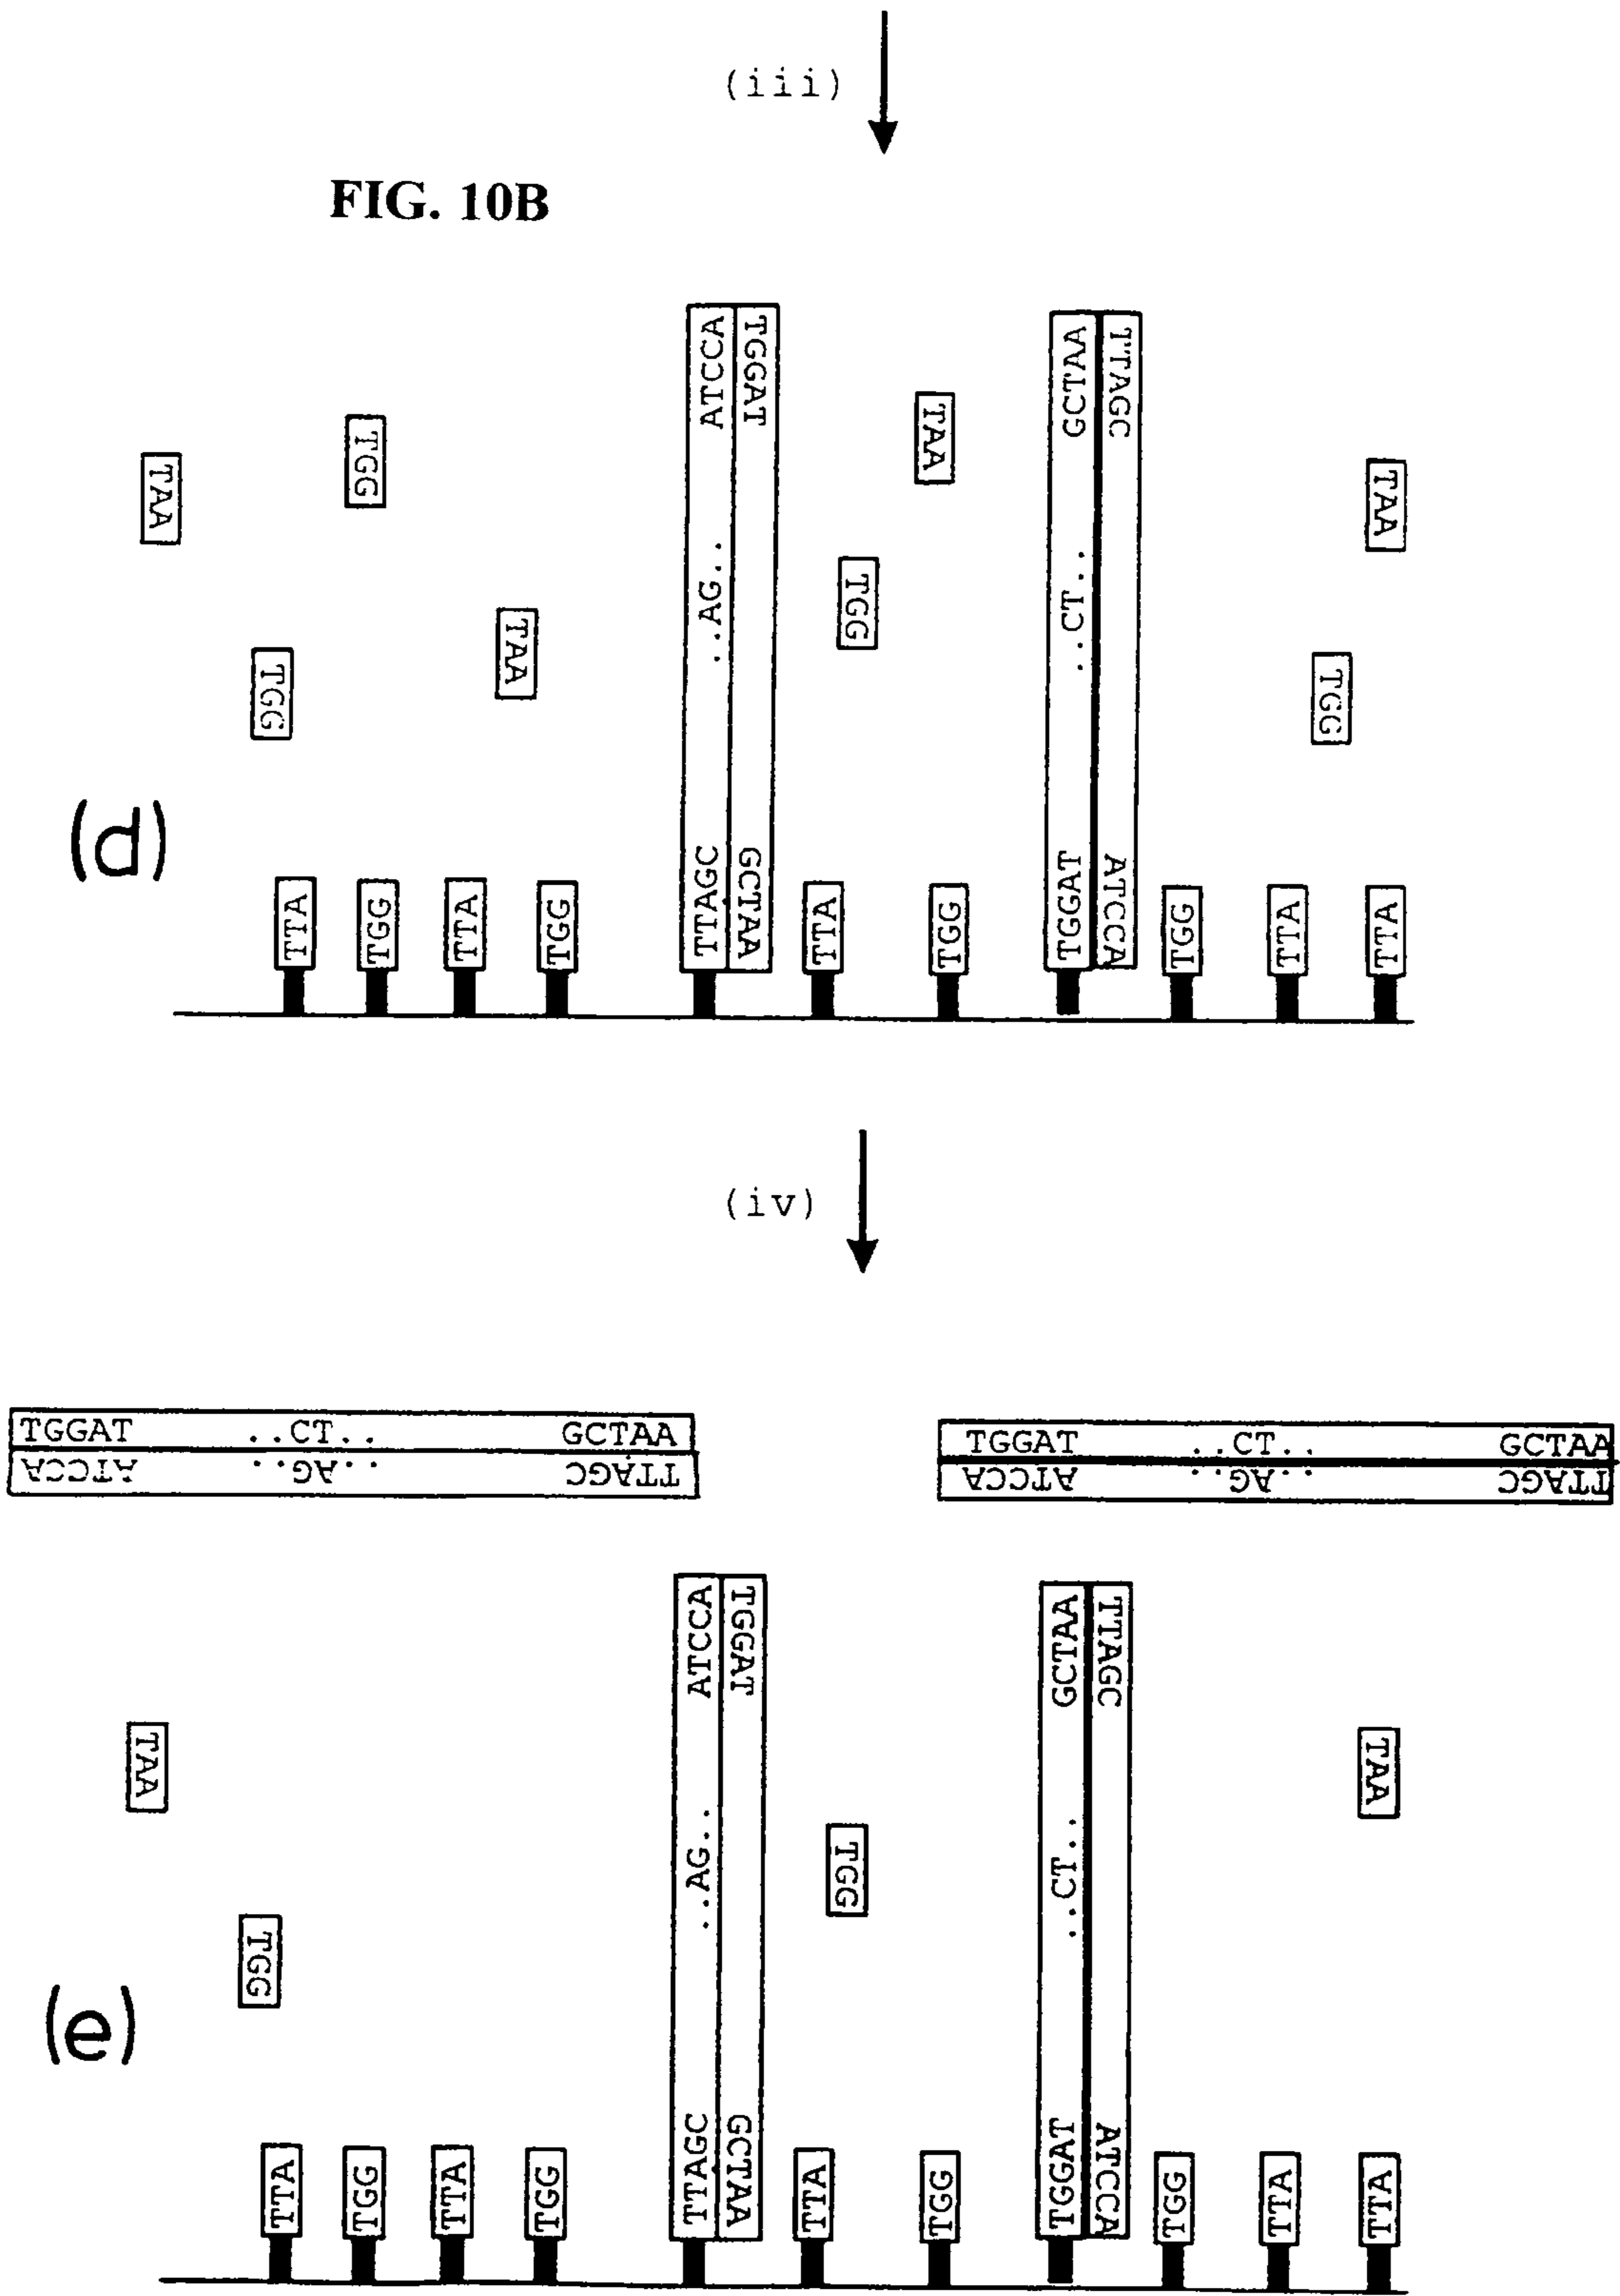 (iii)
FIG. 10B
TTAGC ..AG.. ATCCA
TGGAT GCTAA
TGGAT ..CT.. GCTAA
TTAGC ATCCA
TAA
TGG
TAA
TAA
TGG
TGG
TAA
TGG
(d)
TTA
TGG
TTA
TGG
TTA
TGG
TGG
TTA
TTA
(iv)
TGGAT ..CT.. GCTAA
TTAGC ..AG.. ATCCA
TGGAT ..CT.. GCTAA
TTAGC ..AG.. ATCCA
TTAGC ..AG.. ATCCA
TGGAT GCTAA
TGGAT ..CT.. GCTAA
TTAGC ATCCA
TAA
TAA
TGG
TGG
(e)
TTA
TGG
TTA
TGG
TTA
TGG
TGG
TTA
TTA